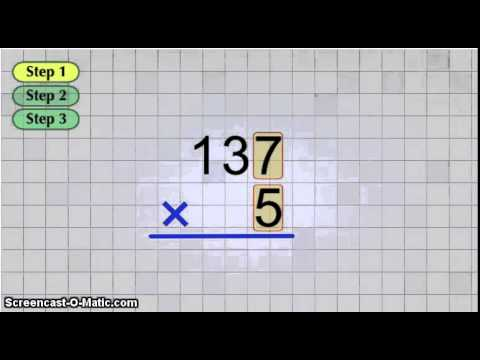 Step 1
Step 2
Step 3
137
× 5
Screencast-O-Matic.com